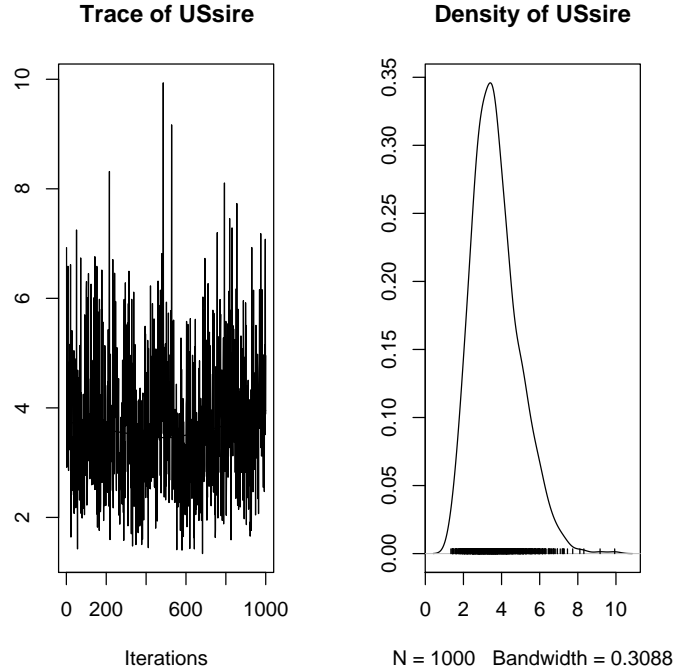 Trace of USsire
10
8
6
4
2
0 200 600 1000
Iterations
Density of USsire
0.35
0.30
0.25
0.20
0.15
0.10
0.05
0.00
0 2 4 6 8 10
N = 1000 Bandwidth = 0.3088